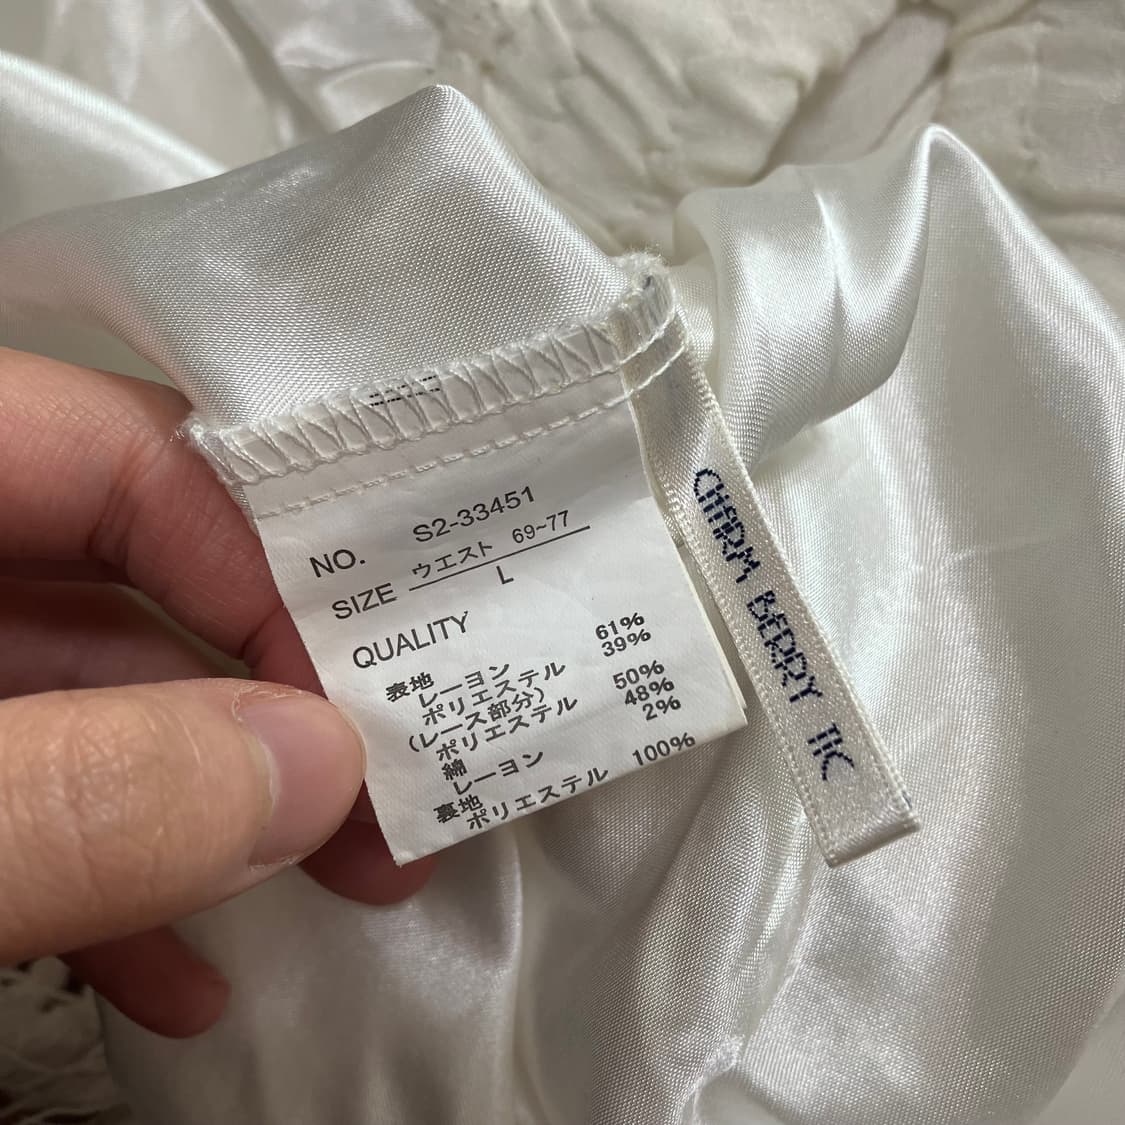 NO. S2-33451
SIZE ウエスト 69~77
L
QUALITY
表地
レーヨン 61%
ポリエステル 39%
(レース部分)
ポリエステル 50%
綿 48%
レーヨン 2%
裏地
ポリエステル 100%
CHARM BERRY